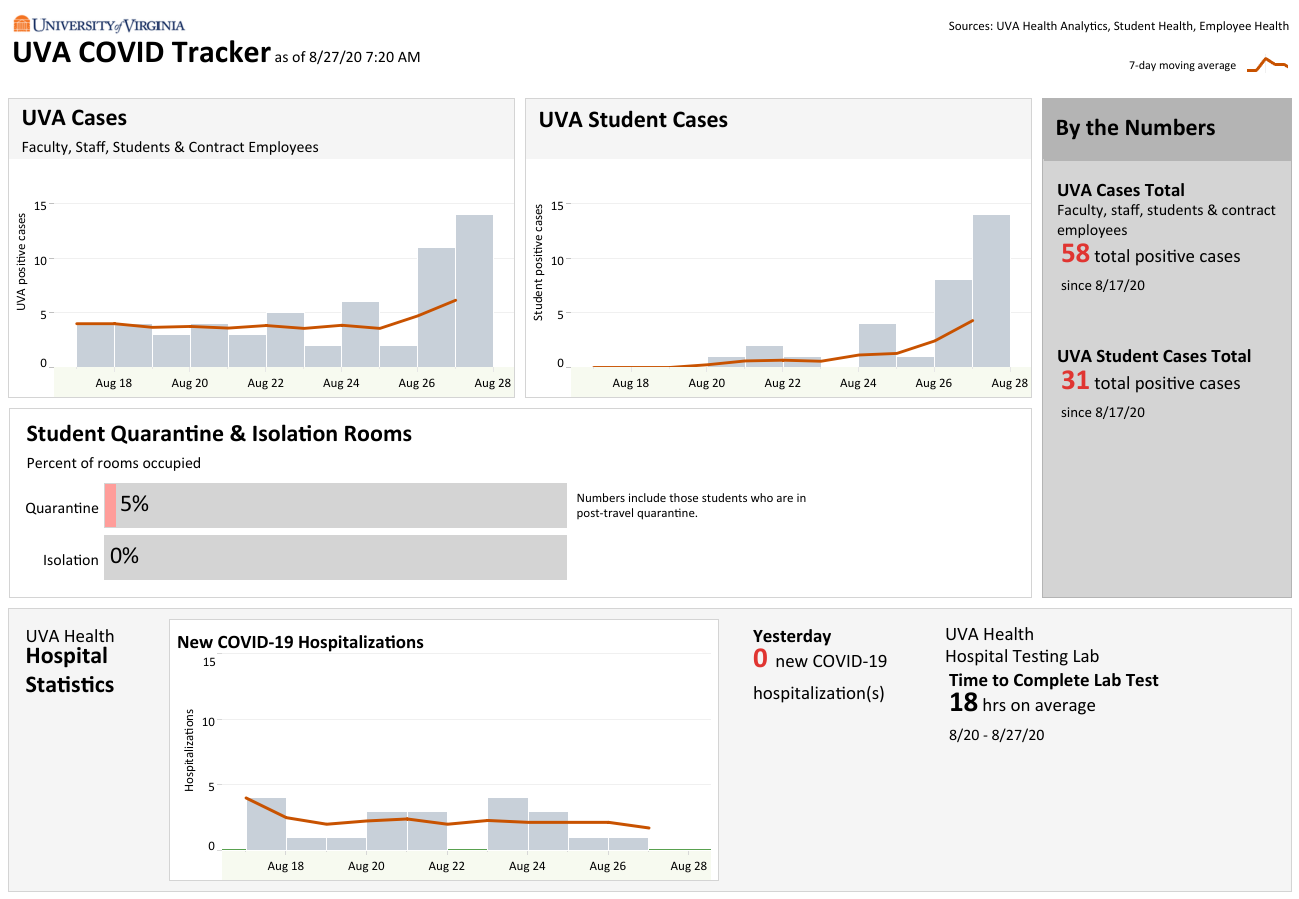 UNIVERSITY of VIRGINIA
UVA COVID Tracker as of 8/27/20 7:20 AM
Sources: UVA Health Analytics, Student Health, Employee Health
7-day moving average
UVA Cases
Faculty, Staff, Students & Contract Employees
UVA positive cases
15
10
5
0
Aug 18
Aug 20
Aug 22
Aug 24
Aug 26
Aug 28
UVA Student Cases
Student positive cases
15
10
5
0
Aug 18
Aug 20
Aug 22
Aug 24
Aug 26
Aug 28
By the Numbers
UVA Cases Total
Faculty, staff, students & contract
employees
58 total positive cases
since 8/17/20
UVA Student Cases Total
31 total positive cases
since 8/17/20
Student Quarantine & Isolation Rooms
Percent of rooms occupied
Quarantine
5%
Numbers include those students who are in
post-travel quarantine.
Isolation
0%
UVA Health
Hospital
Statistics
New COVID-19 Hospitalizations
Hospitalizations
15
10
5
0
Aug 18
Aug 20
Aug 22
Aug 24
Aug 26
Aug 28
Yesterday
0 new COVID-19
hospitalization(s)
UVA Health
Hospital Testing Lab
Time to Complete Lab Test
18 hrs on average
8/20 - 8/27/20